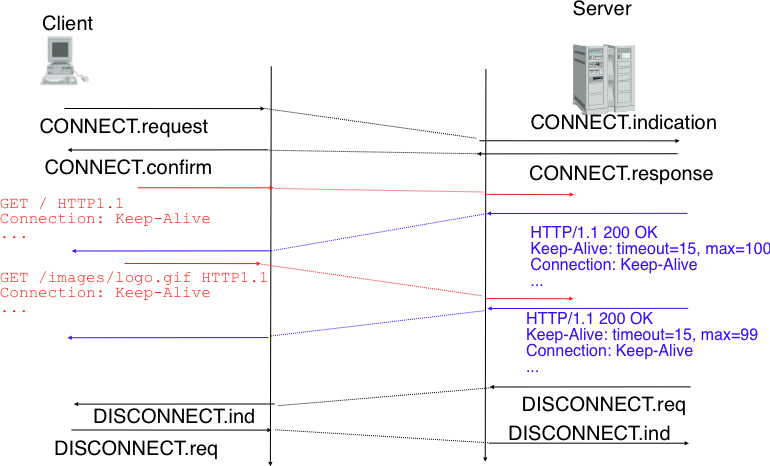 Client
Server
CONNECT.request
CONNECT.indication
CONNECT.confirm
CONNECT.response
GET / HTTP1.1
Connection: Keep-Alive
...
HTTP/1.1 200 OK
Keep-Alive: timeout=15, max=100
Connection: Keep-Alive
...
GET /images/logo.gif HTTP1.1
Connection: Keep-Alive
...
HTTP/1.1 200 OK
Keep-Alive: timeout=15, max=99
Connection: Keep-Alive
...
DISCONNECT.req
DISCONNECT.ind
DISCONNECT.ind
DISCONNECT.req